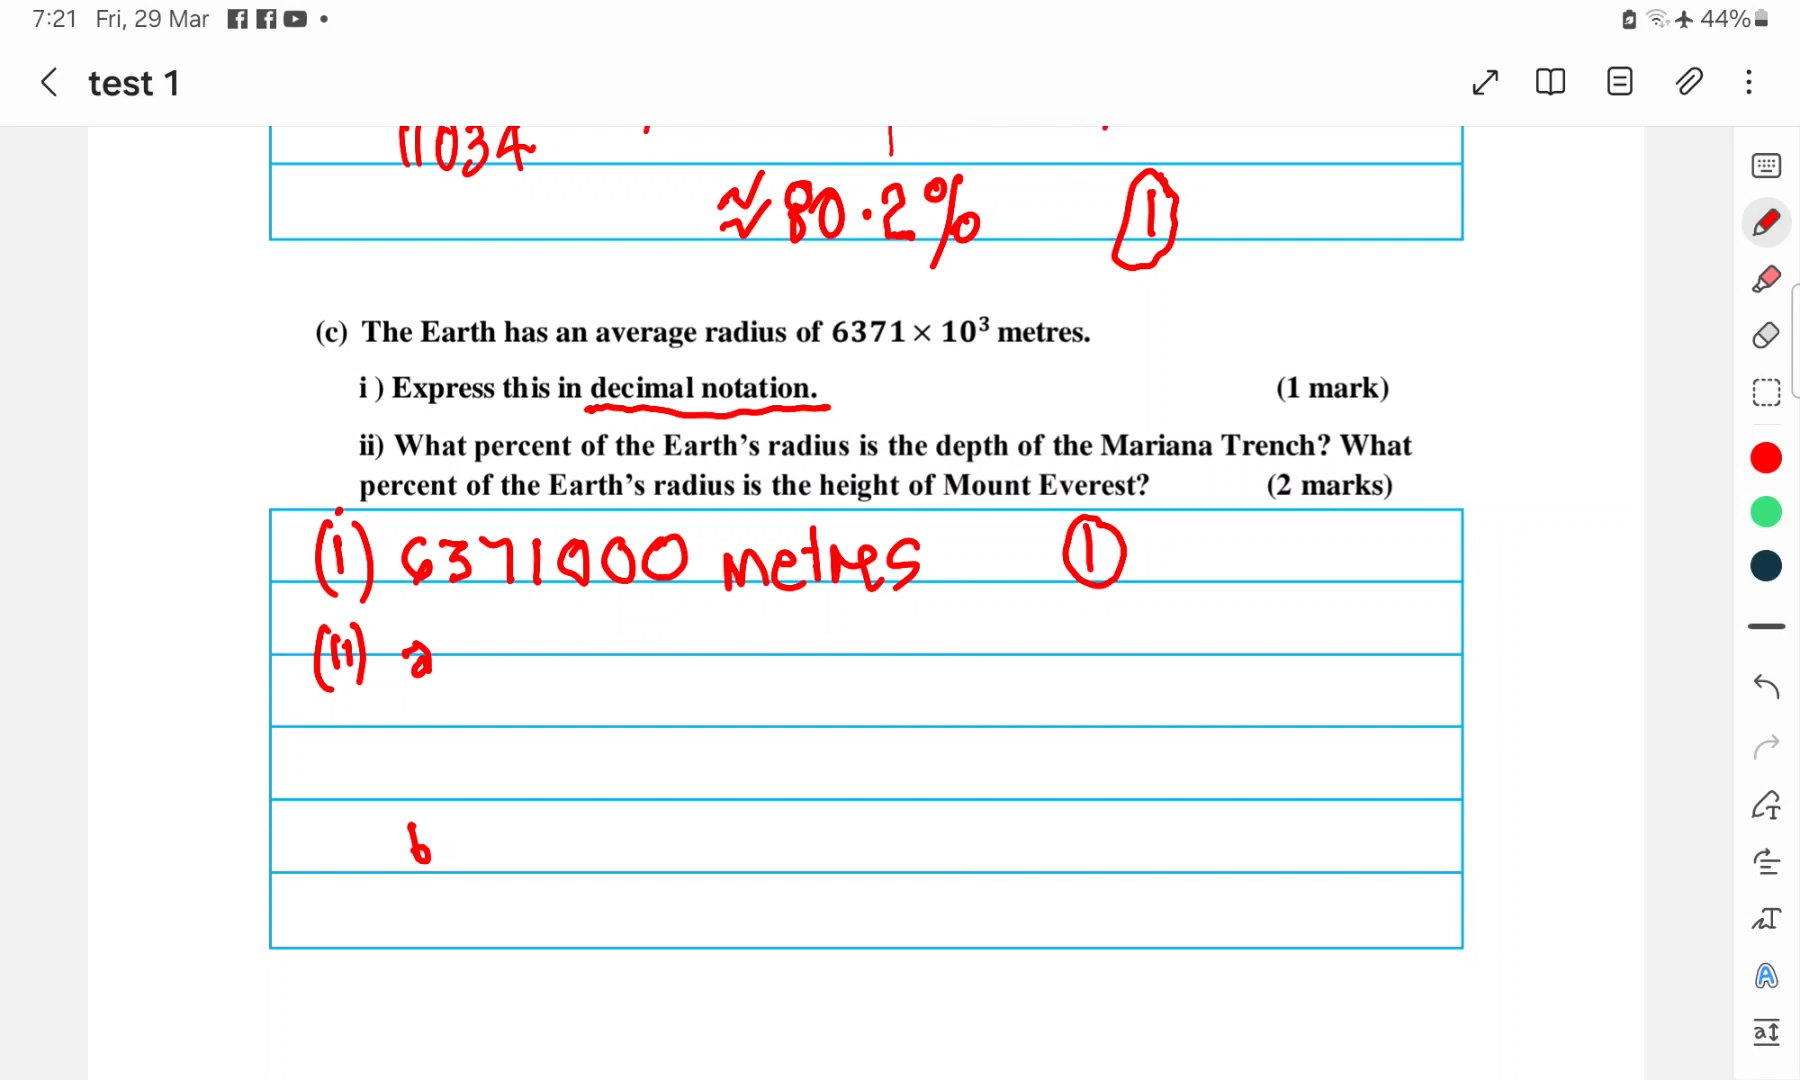 7:21 Fri, 29 Mar 44%
test 1
11034
≈ 80.2% 1
(c) The Earth has an average radius of 6371 × 10³ metres.
i ) Express this in decimal notation. (1 mark)
ii) What percent of the Earth's radius is the depth of the Mariana Trench? What
percent of the Earth's radius is the height of Mount Everest? (2 marks)
(i) 6371000 metres 1
(ii) a
b